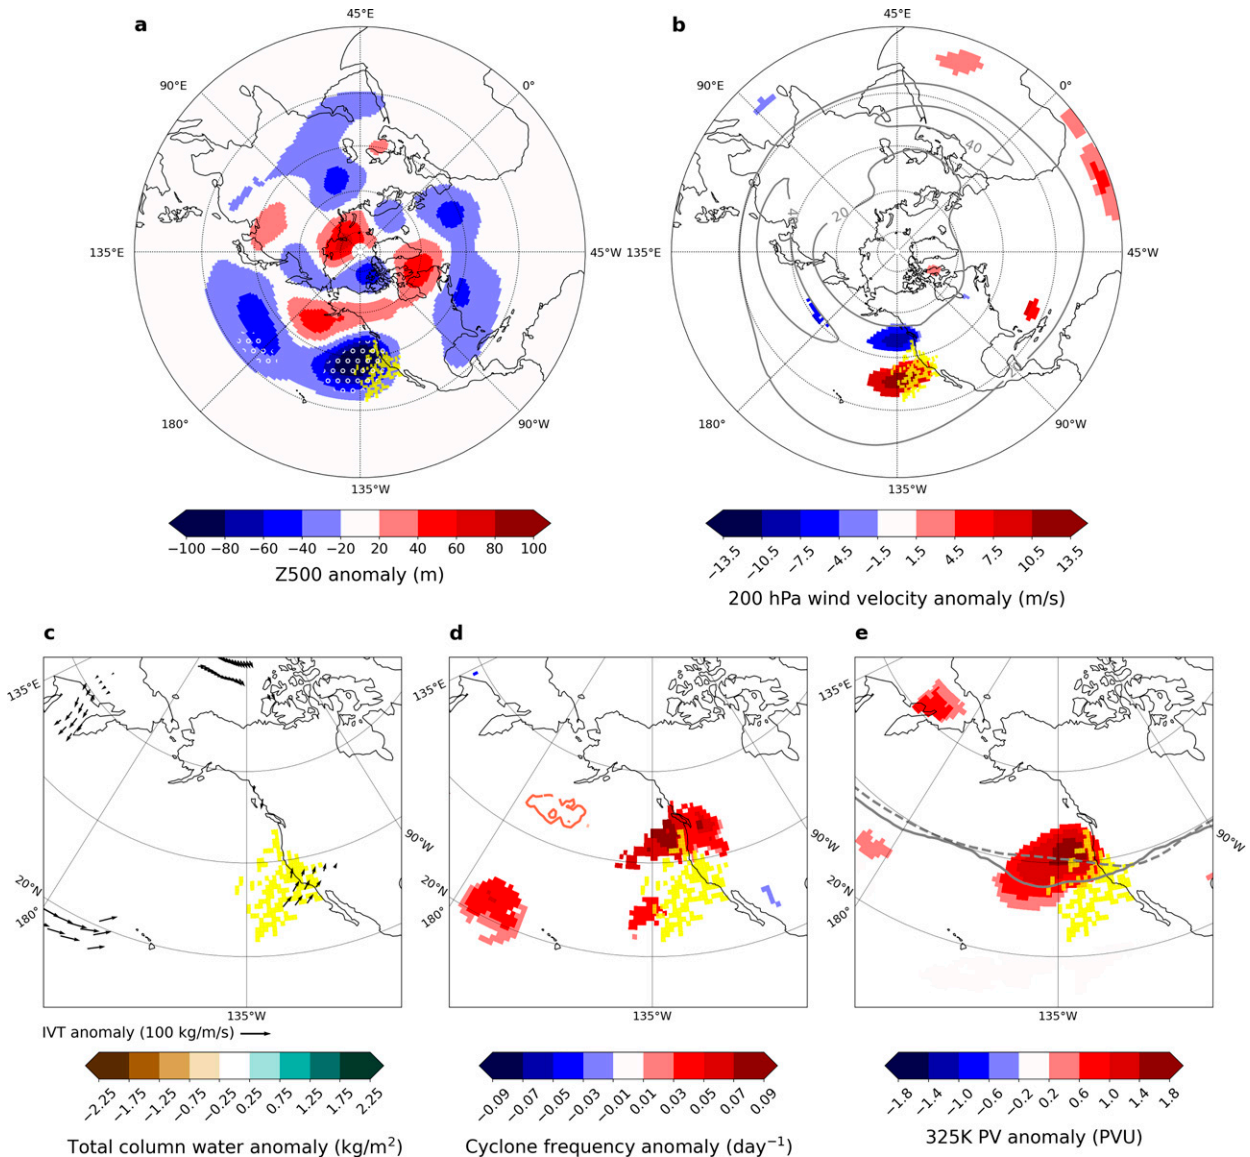 a
b
45°E
45°E
90°E
0°
90°E
0°
135°E
45°W
135°E
45°W
180°
90°W
180°
90°W
135°W
135°W
40
20
−100 −80 −60 −40 −20 20 40 60 80 100
Z500 anomaly (m)
−13.5 −10.5 −7.5 −4.5 −1.5 1.5 4.5 7.5 10.5 13.5
200 hPa wind velocity anomaly (m/s)
c
d
e
135°E
135°E
135°E
90°W
90°W
90°W
20°N
20°N
20°N
180°
180°
180°
135°W
135°W
135°W
IVT anomaly (100 kg/m/s)
−2.25 −1.75 −1.25 −0.75 −0.25 0.25 0.75 1.25 1.75 2.25
Total column water anomaly (kg/m²)
−0.09 −0.07 −0.05 −0.03 −0.01 0.01 0.03 0.05 0.07 0.09
Cyclone frequency anomaly (day⁻¹)
−1.8 −1.4 −1.0 −0.6 −0.2 0.2 0.6 1.0 1.4 1.8
325K PV anomaly (PVU)